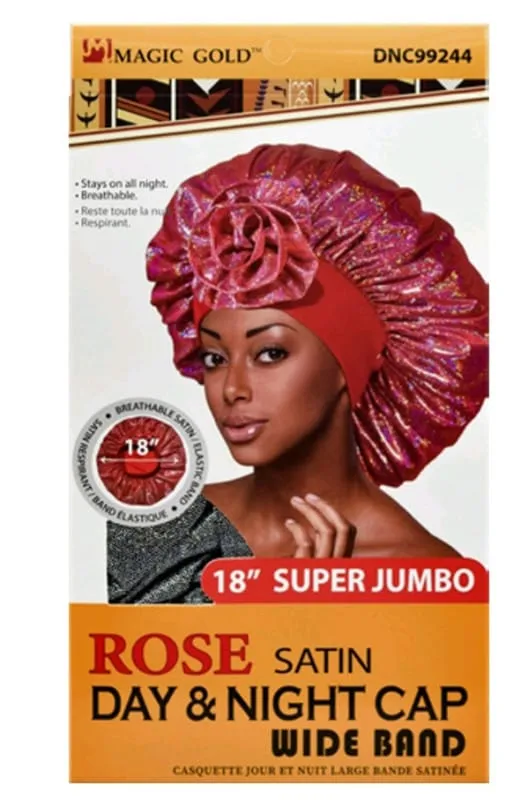 MAGIC GOLD™
DNC99244
• Stays on all night.
• Breathable.
• Reste toute la nu
• Respirant.
BREATHABLE SATIN / ELASTIC BAND •
SATIN RESPIRANT / BAND ÉLASTIQUE •
18"
18" SUPER JUMBO
ROSE SATIN
DAY & NIGHT CAP
WIDE BAND
CASQUETTE JOUR ET NUIT LARGE BANDE SATINÉE